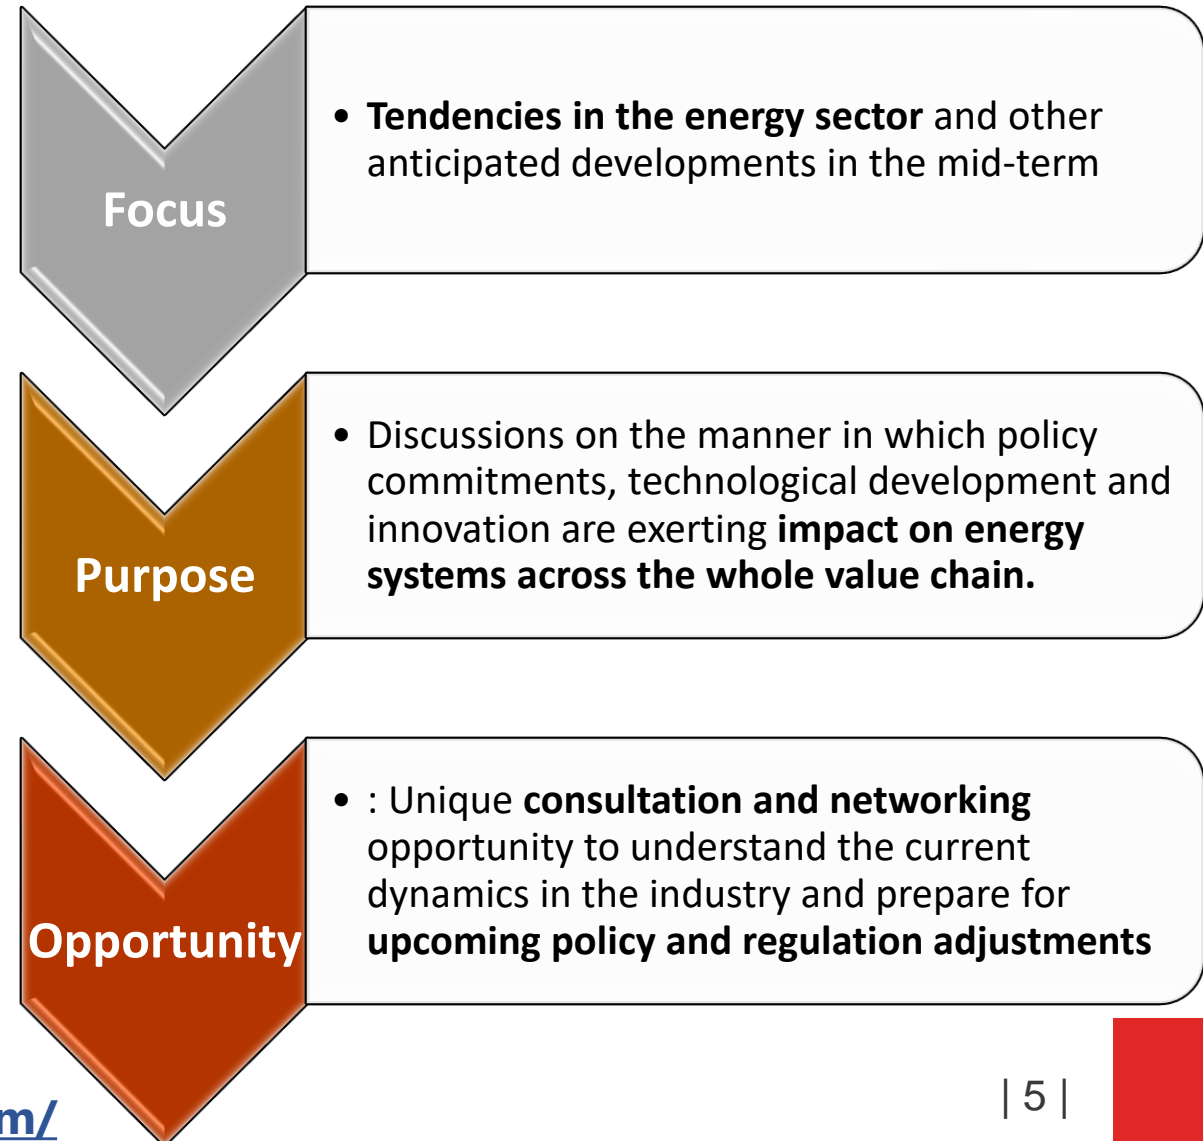 Focus
• Tendencies in the energy sector and other
anticipated developments in the mid-term
Purpose
• Discussions on the manner in which policy
commitments, technological development and
innovation are exerting impact on energy
systems across the whole value chain.
Opportunity
• : Unique consultation and networking
opportunity to understand the current
dynamics in the industry and prepare for
upcoming policy and regulation adjustments
m/
| 5 |